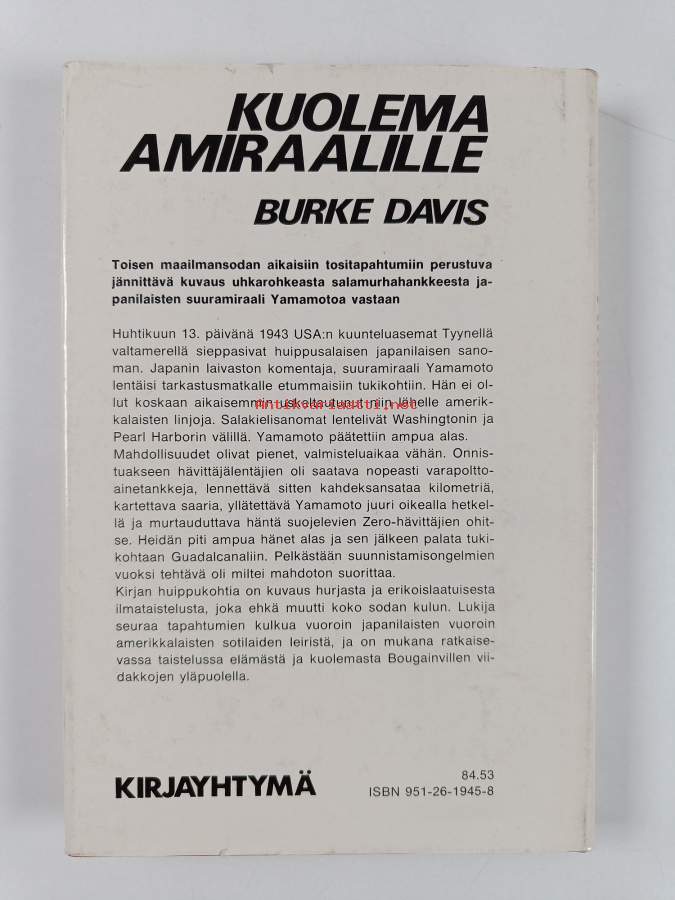 KUOLEMA
AMIRAALILLE
BURKE DAVIS
Toisen maailmansodan aikaisiin tositapahtumiin perustuva
jännittävä kuvaus uhkarohkeasta salamurhahankkeesta ja-
panilaisten suuramiraali Yamamotoa vastaan
Huhtikuun 13. päivänä 1943 USA:n kuunteluasemat Tyynellä
valtamerellä sieppasivat huippusalaisen japanilaisen sano-
man. Japanin laivaston komentaja, suuramiraali Yamamoto
lentäisi tarkastusmatkalle etummaisiin tukikohtiin. Hän ei ol-
lut koskaan aikaisemmin uskaltautunut niin lähelle amerik-
Antikvariaatti.net
kalaisten linjoja. Salakielisanomat lentelivät Washingtonin ja
Pearl Harborin välillä. Yamamoto päätettiin ampua alas.
Mahdollisuudet olivat pienet, valmisteluaikaa vähän. Onnis-
tuakseen hävittäjälentäjien oli saatava nopeasti varapoltto-
ainetankkeja, lennettävä sitten kahdeksansataa kilometriä,
kartettava saaria, yllätettävä Yamamoto juuri oikealla hetkel-
lä ja murtauduttava häntä suojelevien Zero-hävittäjien ohit-
se. Heidän piti ampua hänet alas ja sen jälkeen palata tuki-
kohtaan Guadalcanaliin. Pelkästään suunnistamisongelmien
vuoksi tehtävä oli miltei mahdoton suorittaa.
Kirjan huippukohtia on kuvaus hurjasta ja erikoislaatuisesta
ilmataistelusta, joka ehkä muutti koko sodan kulun. Lukija
seuraa tapahtumien kulkua vuoroin japanilaisten vuoroin
amerikkalaisten sotilaiden leiristä, ja on mukana ratkaise-
vassa taistelussa elämästä ja kuolemasta Bougainvillen vii-
dakkojen yläpuolella.
KIRJAYHTYMÄ
84.53
ISBN 951-26-1945-8